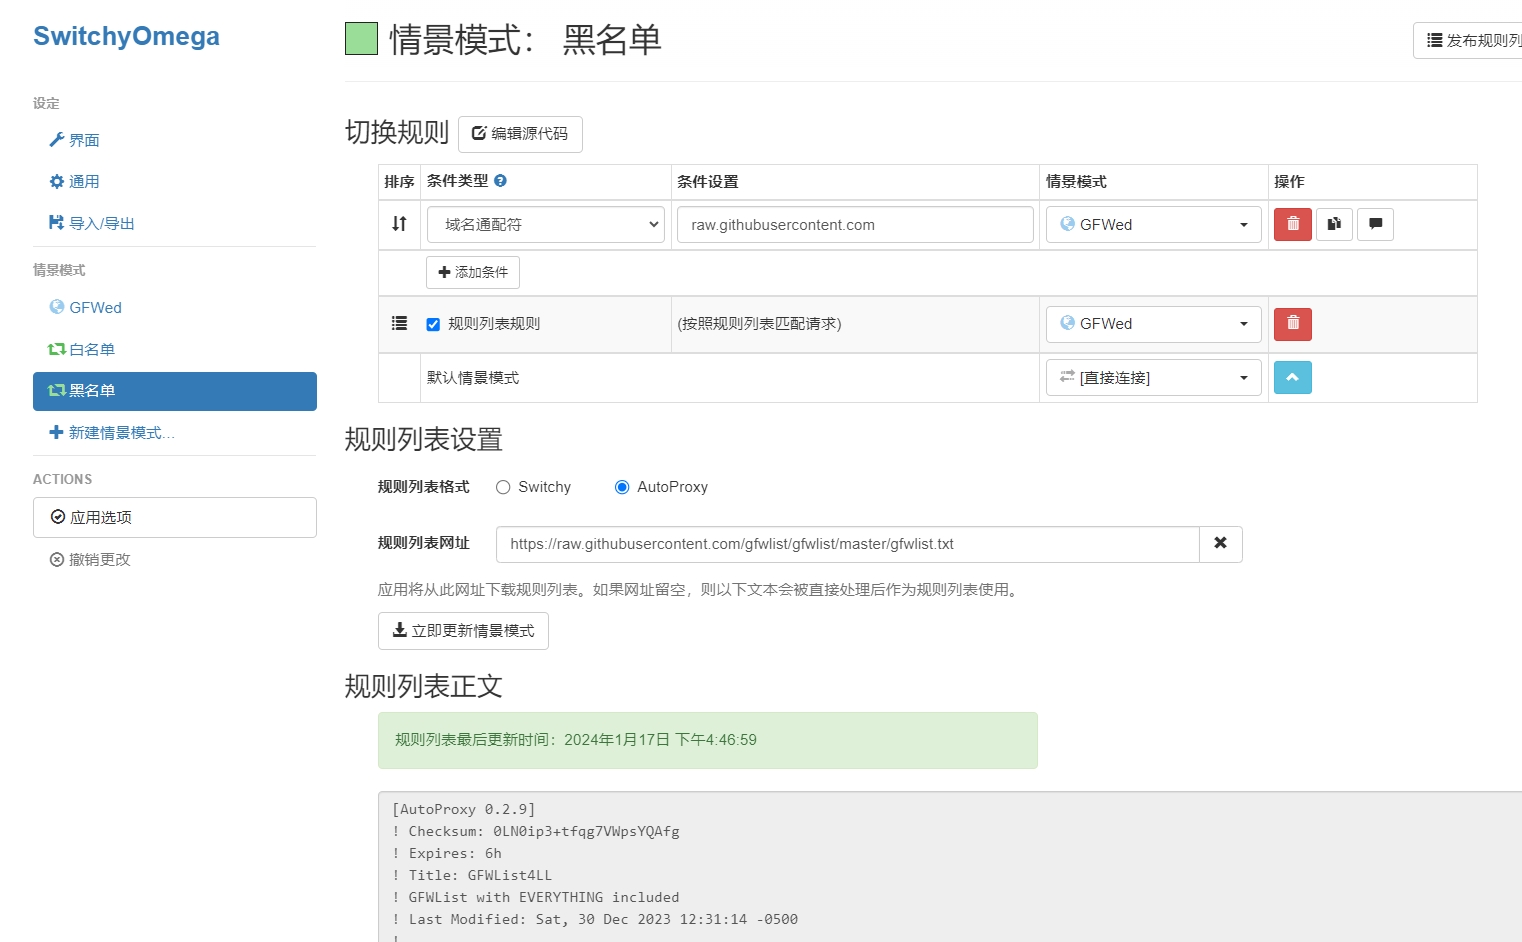 SwitchyOmega
设定
界面
通用
导入/导出
情景模式
GFWed
白名单
黑名单
新建情景模式...
ACTIONS
应用选项
撤销更改
情景模式： 黑名单
发布规则列
切换规则 编辑源代码
排序 条件类型 条件设置 情景模式 操作
域名通配符 raw.githubusercontent.com GFWed
添加条件
规则列表规则 (按照规则列表匹配请求) GFWed
默认情景模式 [直接连接]
规则列表设置
规则列表格式 Switchy AutoProxy
规则列表网址 https://raw.githubusercontent.com/gfwlist/gfwlist/master/gfwlist.txt
应用将从此网址下载规则列表。如果网址留空，则以下文本会被直接处理后作为规则列表使用。
立即更新情景模式
规则列表正文
规则列表最后更新时间：2024年1月17日 下午4:46:59
[AutoProxy 0.2.9]
! Checksum: 0LN0ip3+tfqg7VWpsYQAfg
! Expires: 6h
! Title: GFWList4LL
! GFWList with EVERYTHING included
! Last Modified: Sat, 30 Dec 2023 12:31:14 -0500
!